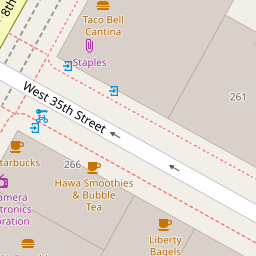 8th
Taco Bell
Cantina
Staples
261
West 35th Street
Starbucks
266
Hawa Smoothies
& Bubble
Tea
amera
ctronics
oration
Liberty
Bagels